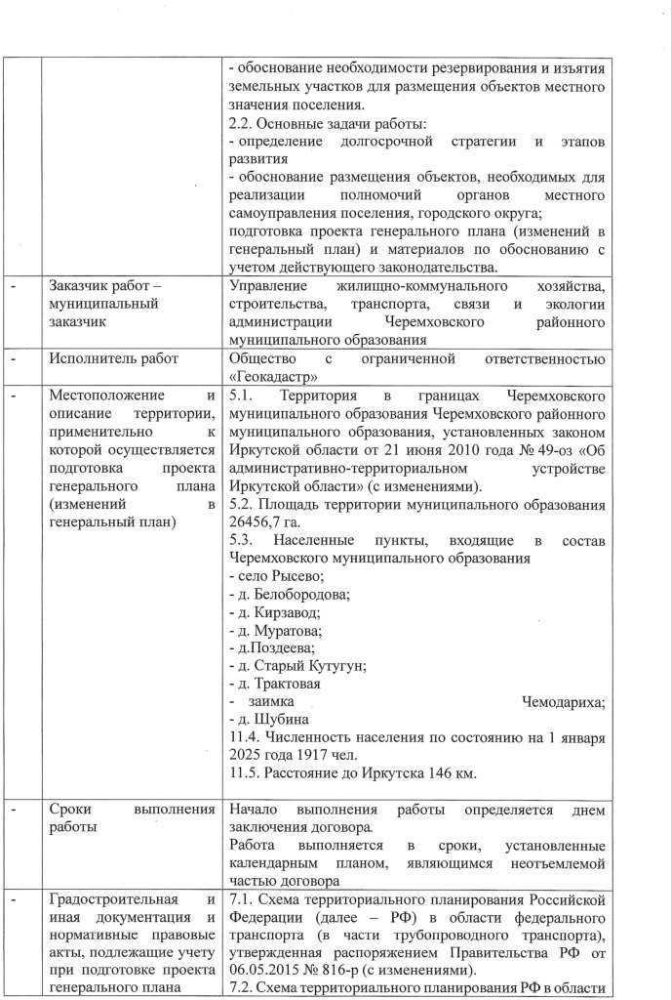 - обоснование необходимости резервирования и изъятия
земельных участков для размещения объектов местного
значения поселения.
2.2. Основные задачи работы:
- определение долгосрочной стратегии и этапов
развития
- обоснование размещения объектов, необходимых для
реализации полномочий органов местного
самоуправления поселения, городского округа;
подготовка проекта генерального плана (изменений в
генеральный план) и материалов по обоснованию с
учетом действующего законодательства.
-
Заказчик работ –
муниципальный
заказчик
Управление жилищно-коммунального хозяйства,
строительства, транспорта, связи и экологии
администрации Черемховского районного
муниципального образования
-
Исполнитель работ
Общество с ограниченной ответственностью
«Геокадастр»
-
Местоположение и
описание территории,
применительно к
которой осуществляется
подготовка проекта
генерального плана
(изменений в
генеральный план)
5.1. Территория в границах Черемховского
муниципального образования Черемховского районного
муниципального образования, установленных законом
Иркутской области от 21 июня 2010 года № 49-оз «Об
административно-территориальном устройстве
Иркутской области» (с изменениями).
5.2. Площадь территории муниципального образования
26456,7 га.
5.3. Населенные пункты, входящие в состав
Черемховского муниципального образования
- село Рысево;
- д. Белобородова;
- д. Кирзавод;
- д. Муратова;
- д.Поздеева;
- д. Старый Кутугун;
- д. Трактовая
- заимка Чемодариха;
- д. Шубина
11.4. Численность населения по состоянию на 1 января
2025 года 1917 чел.
11.5. Расстояние до Иркутска 146 км.
-
Сроки выполнения
работы
Начало выполнения работы определяется днем
заключения договора.
Работа выполняется в сроки, установленные
календарным планом, являющимся неотъемлемой
частью договора
-
Градостроительная и
иная документация и
нормативные правовые
акты, подлежащие учету
при подготовке проекта
генерального плана
7.1. Схема территориального планирования Российской
Федерации (далее – РФ) в области федерального
транспорта (в части трубопроводного транспорта),
утвержденная распоряжением Правительства РФ от
06.05.2015 № 816-р (с изменениями).
7.2. Схема территориального планирования РФ в области